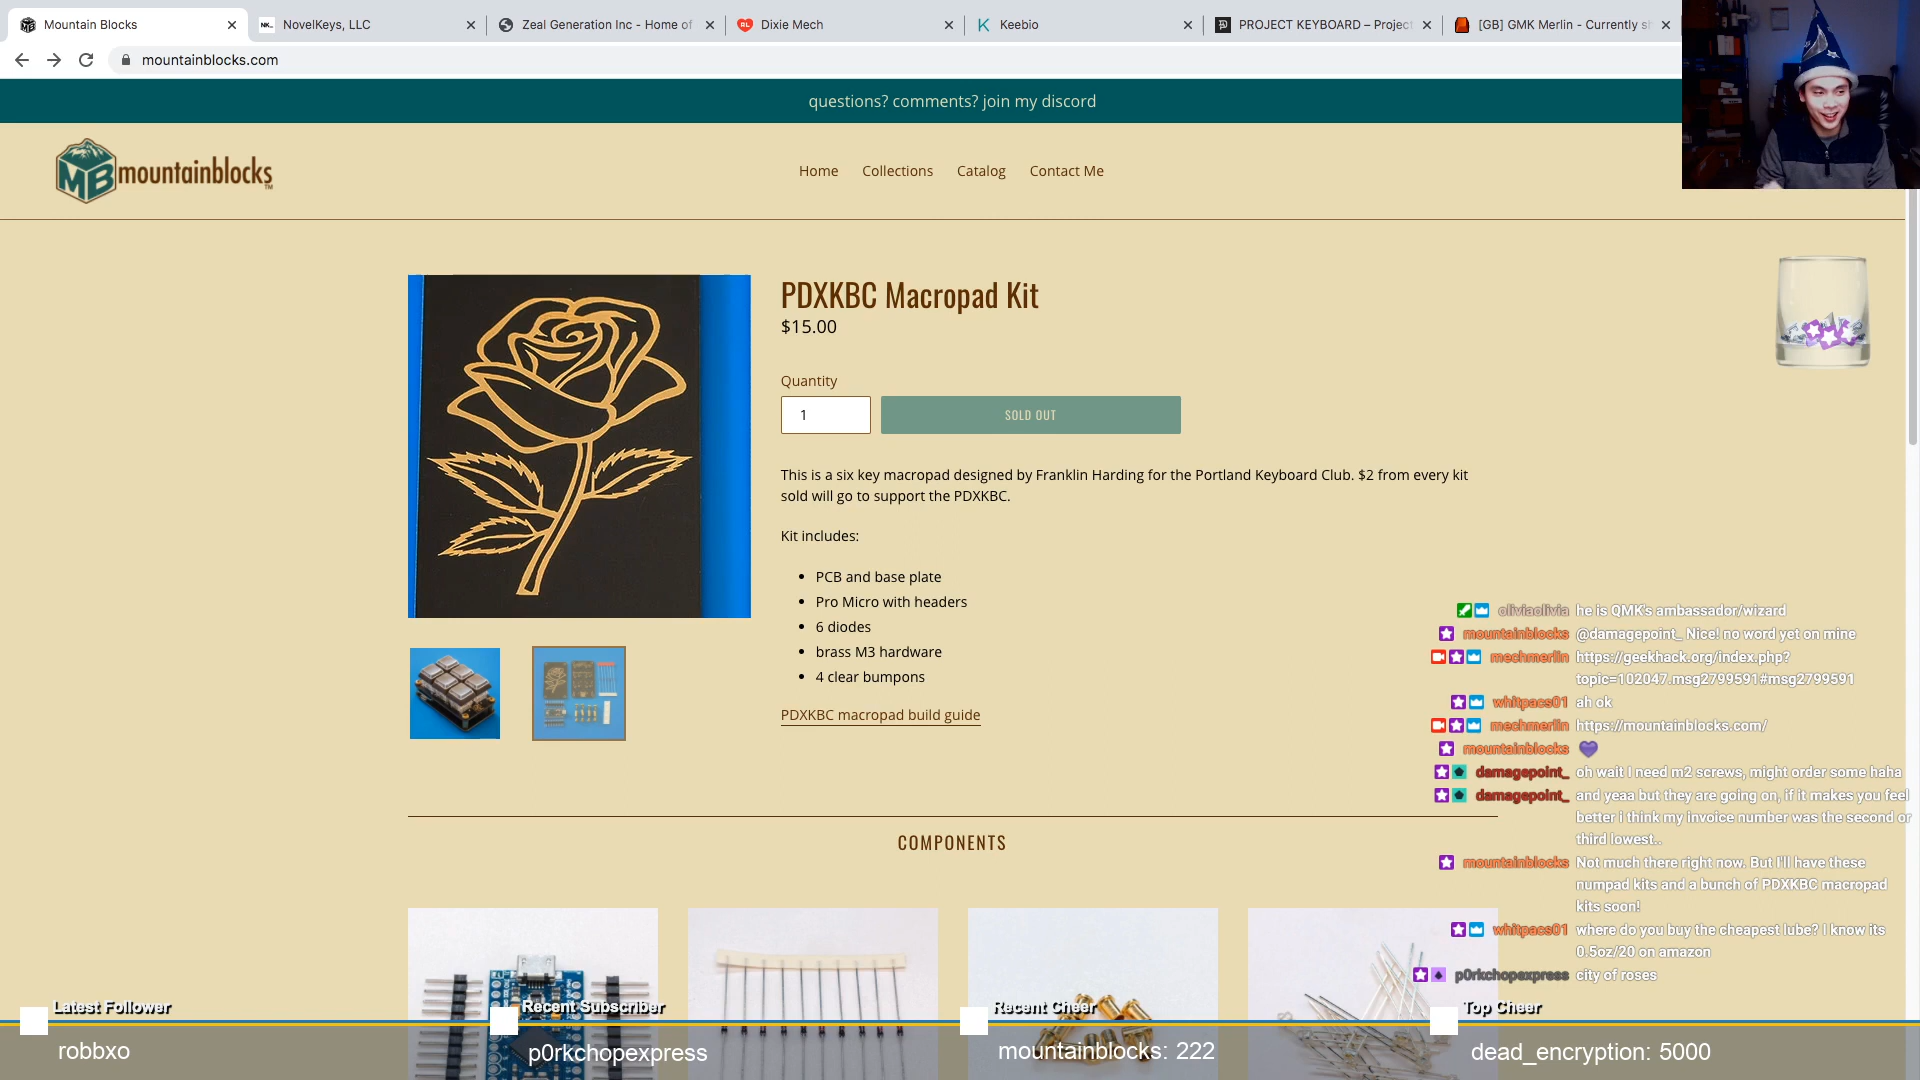 Mountain Blocks
NK_
NovelKeys, LLC
Zeal Generation Inc - Home of
Dixie Mech
Keebio
PROJECT KEYBOARD – Project
[GB] GMK Merlin - Currently sh
mountainblocks.com
questions? comments? join my discord
MB mountainblocks™
Home
Collections
Catalog
Contact Me
PDXKBC Macropad Kit
$15.00
Quantity
1
SOLD OUT
This is a six key macropad designed by Franklin Harding for the Portland Keyboard Club. $2 from every kit
sold will go to support the PDXKBC.
Kit includes:
PCB and base plate
Pro Micro with headers
6 diodes
brass M3 hardware
4 clear bumpons
PDXKBC macropad build guide
COMPONENTS
oliviaolivia he is QMK's ambassador/wizard
mountainblocks @damagepoint_ Nice! no word yet on mine
mechmerlin https://geekhack.org/index.php?
topic=102047.msg2799591#msg2799591
whitpacs01 ah ok
mechmerlin https://mountainblocks.com/
mountainblocks
damagepoint_ oh wait I need m2 screws, might order some haha
damagepoint_ and yeaa but they are going on, if it makes you feel
better i think my invoice number was the second or
third lowest..
mountainblocks Not much there right now. But I'll have these
numpad kits and a bunch of PDXKBC macropad
kits soon!
whitpacs01 where do you buy the cheapest lube? I know its
0.5oz/20 on amazon
p0rkchopexpress city of roses
Latest Follower
robbxo
Recent Subscriber
p0rkchopexpress
Recent Cheer
mountainblocks: 222
Top Cheer
dead_encryption: 5000